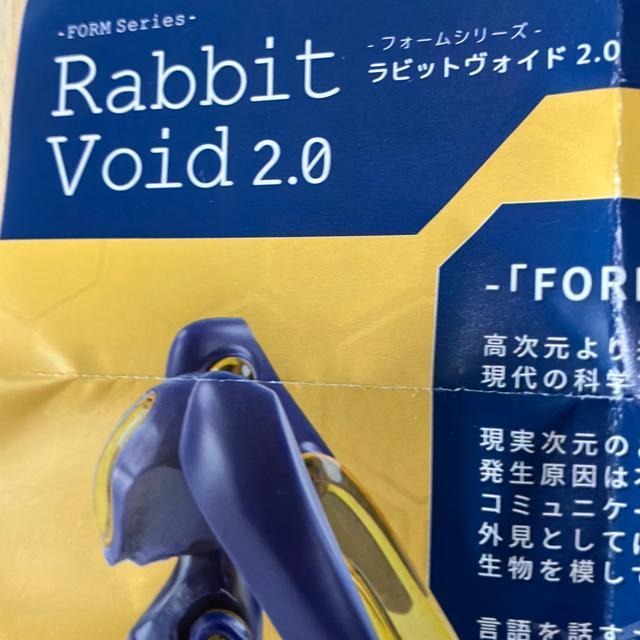 -FORM Series-
Rabbit
Void 2.0
- フォームシリーズ -
ラビットヴォイド 2.0
-「FOR
高次元より
現代の科学
現実次元の
発生原因は
コミュニケー
外見としては
生物を模して
言語を話す